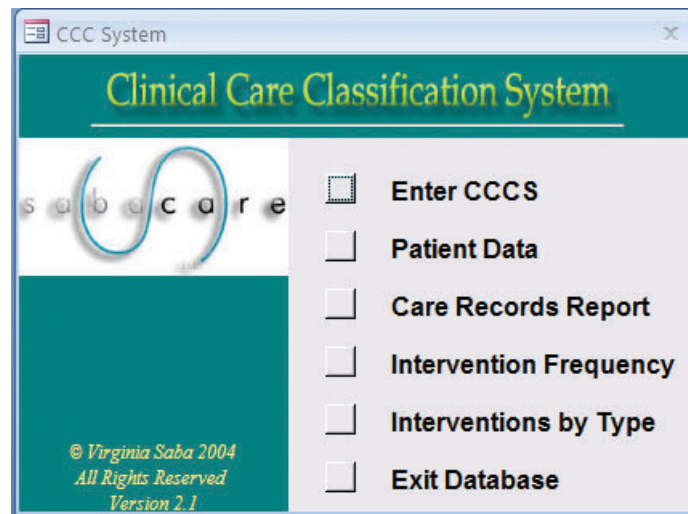 CCC System
Clinical Care Classification System
sabacare
Enter CCCS
Patient Data
Care Records Report
Intervention Frequency
Interventions by Type
Exit Database
© Virginia Saba 2004
All Rights Reserved
Version 2.1